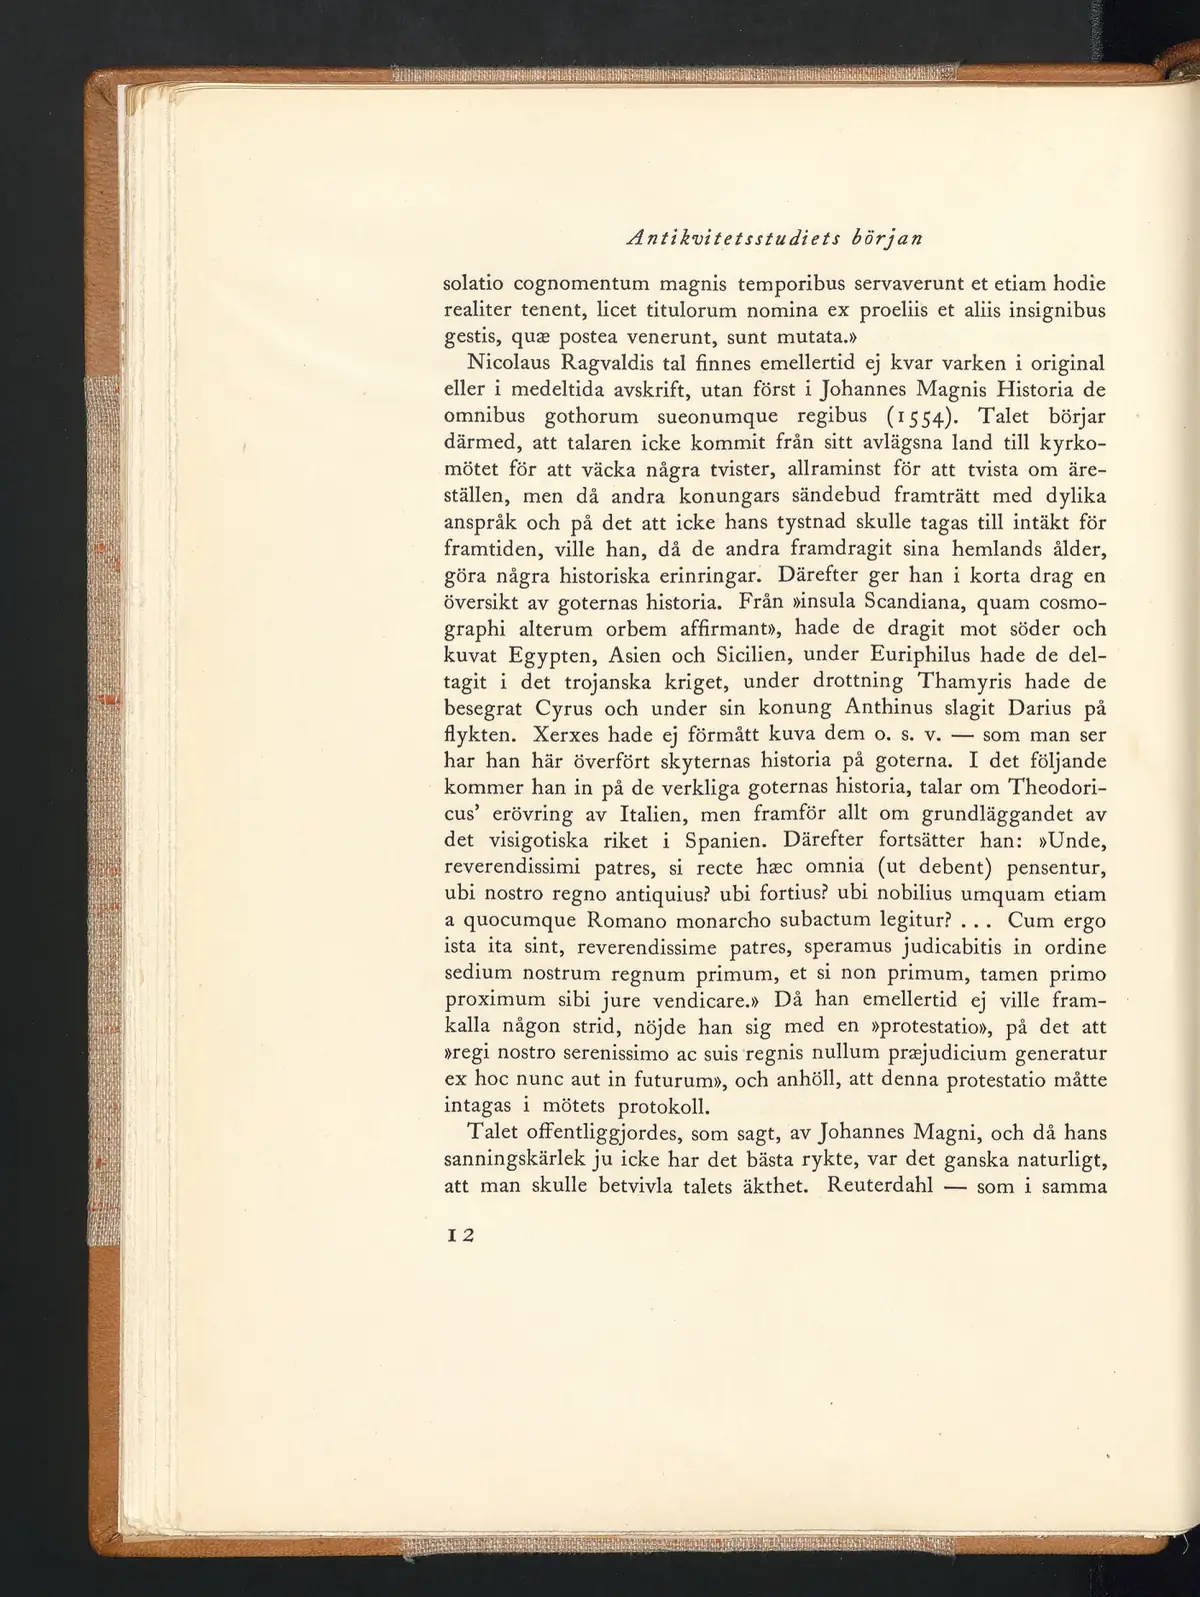 Antikvitetsstudiets början
solatio cognomentum magnis temporibus servaverunt et etiam hodie
realiter tenent, licet titulorum nomina ex proeliis et aliis insignibus
gestis, quæ postea venerunt, sunt mutata.»
Nicolaus Ragvaldis tal finnes emellertid ej kvar varken i original
eller i medeltida avskrift, utan först i Johannes Magnis Historia de
omnibus gothorum sueonumque regibus (1554). Talet börjar
därmed, att talaren icke kommit från sitt avlägsna land till kyrko-
mötet för att väcka några tvister, allraminst för att tvista om äre-
ställen, men då andra konungars sändebud framträtt med dylika
anspråk och på det att icke hans tystnad skulle tagas till intäkt för
framtiden, ville han, då de andra framdragit sina hemlands ålder,
göra några historiska erinringar. Därefter ger han i korta drag en
översikt av goternas historia. Från »insula Scandiana, quam cosmo-
graphi alterum orbem affirmant», hade de dragit mot söder och
kuvat Egypten, Asien och Sicilien, under Euriphilus hade de del-
tagit i det trojanska kriget, under drottning Thamyris hade de
besegrat Cyrus och under sin konung Anthinus slagit Darius på
flykten. Xerxes hade ej förmått kuva dem o. s. v. — som man ser
har han här överfört skyternas historia på goterna. I det följande
kommer han in på de verkliga goternas historia, talar om Theodori-
cus’ erövring av Italien, men framför allt om grundläggandet av
det visigotiska riket i Spanien. Därefter fortsätter han: »Unde,
reverendissimi patres, si recte hæc omnia (ut debent) pensentur,
ubi nostro regno antiquius? ubi fortius? ubi nobilius umquam etiam
a quocumque Romano monarcho subactum legitur? ... Cum ergo
ista ita sint, reverendissime patres, speramus judicabitis in ordine
sedium nostrum regnum primum, et si non primum, tamen primo
proximum sibi jure vendicare.» Då han emellertid ej ville fram-
kalla någon strid, nöjde han sig med en »protestatio», på det att
»regi nostro serenissimo ac suis regnis nullum præjudicium generatur
ex hoc nunc aut in futurum», och anhöll, att denna protestatio måtte
intagas i mötets protokoll.
Talet offentliggjordes, som sagt, av Johannes Magni, och då hans
sanningskärlek ju icke har det bästa rykte, var det ganska naturligt,
att man skulle betvivla talets äkthet. Reuterdahl — som i samma
12